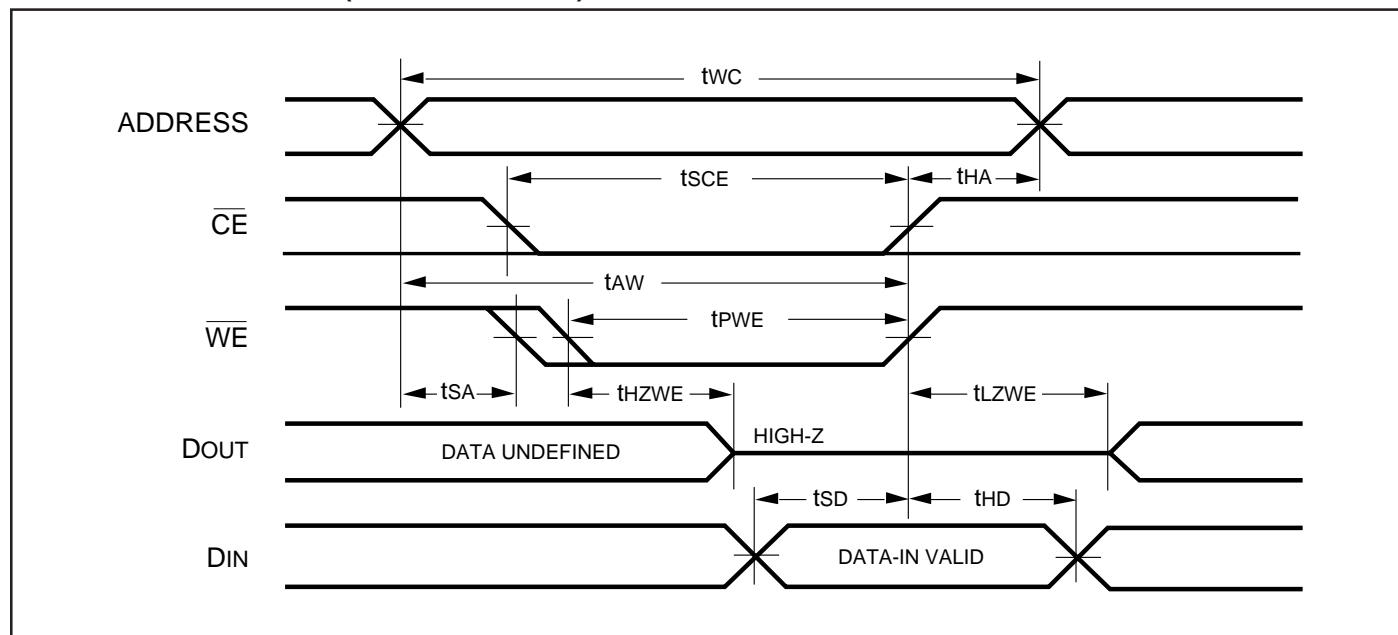 tWC
ADDRESS
tSCE
tHA
CE
tAW
tPWE
WE
tSA
tHZWE
tLZWE
HIGH-Z
DOUT
DATA UNDEFINED
tSD
tHD
DIN
DATA-IN VALID